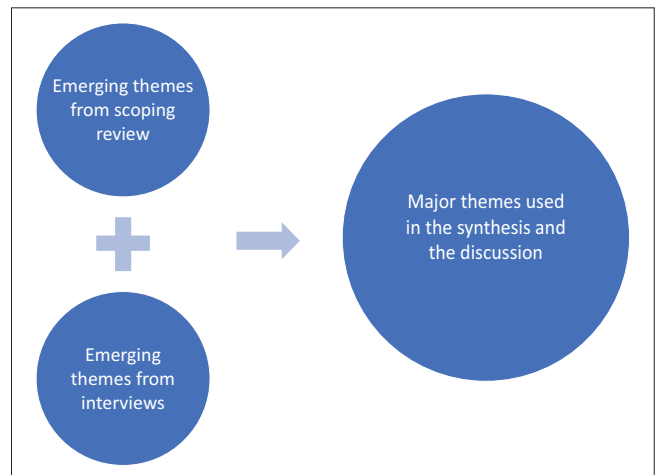 Emerging themes
from scoping
review
Emerging
themes from
interviews
Major themes used
in the synthesis and
the discussion